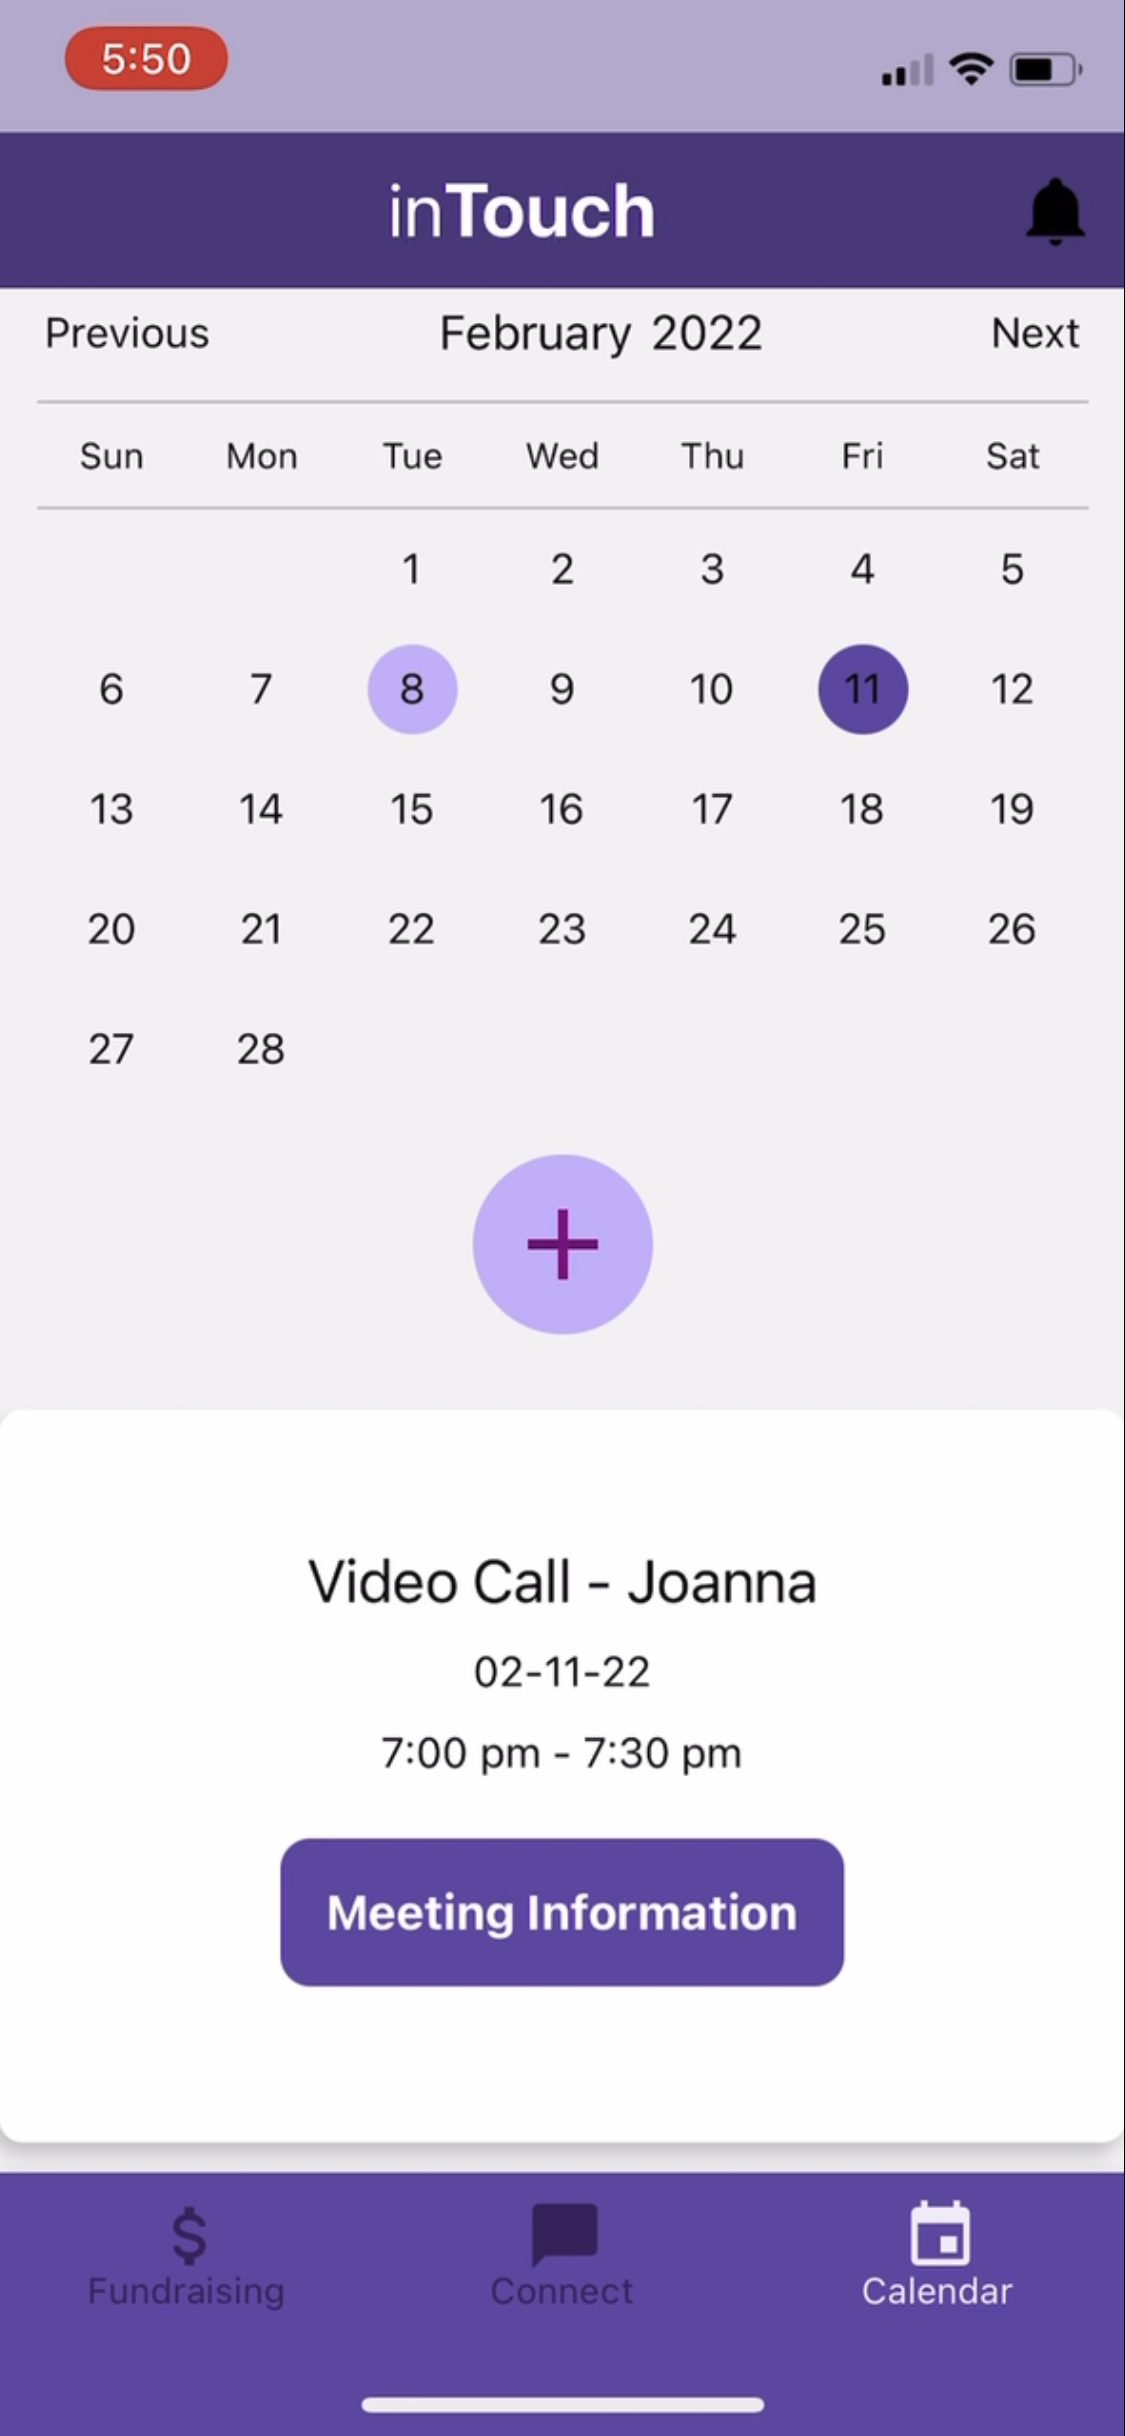 5:50
inTouch
Previous February 2022 Next
Sun Mon Tue Wed Thu Fri Sat
1 2 3 4 5
6 7 8 9 10 11 12
13 14 15 16 17 18 19
20 21 22 23 24 25 26
27 28
+
Video Call - Joanna
02-11-22
7:00 pm - 7:30 pm
Meeting Information
$
Fundraising Connect Calendar